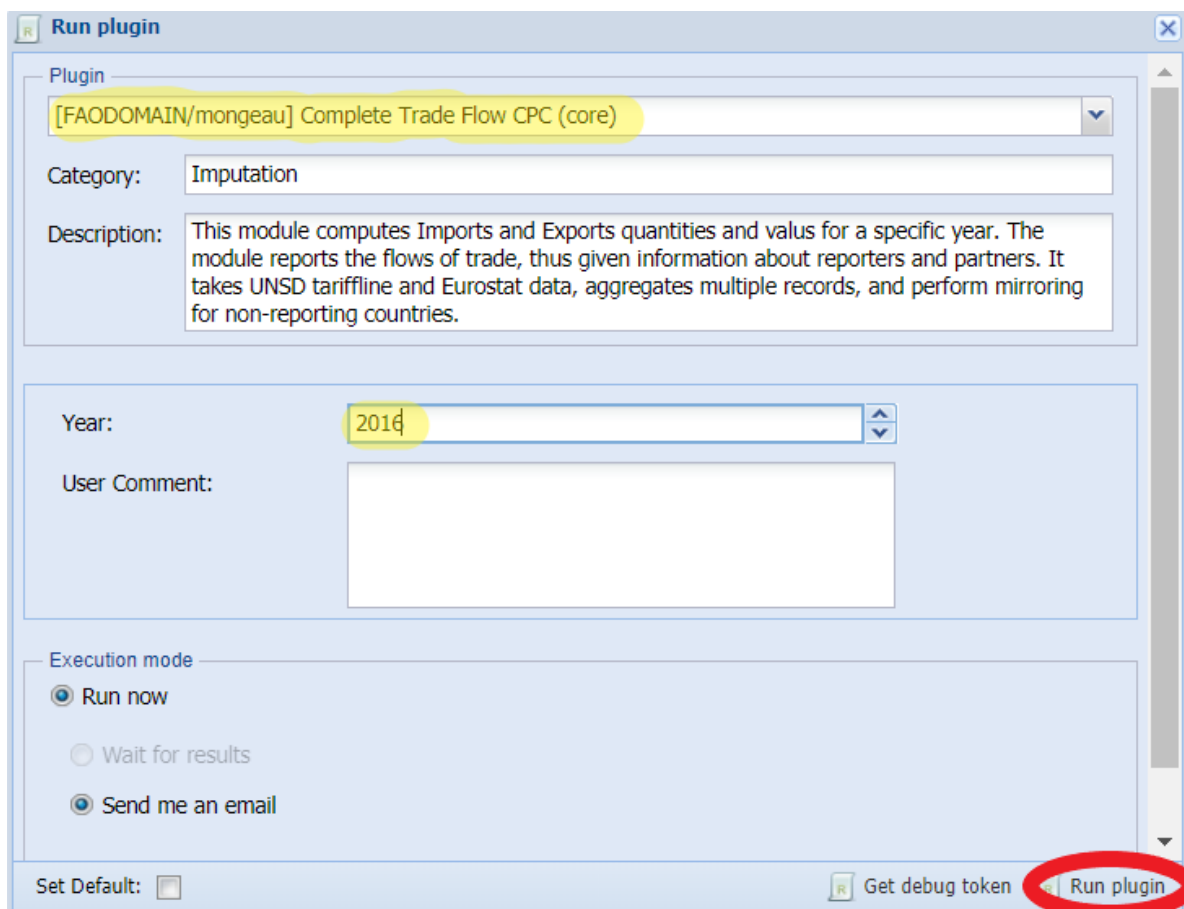 Run plugin
Plugin
[FAODOMAIN/mongeau] Complete Trade Flow CPC (core)
Category: Imputation
Description: This module computes Imports and Exports quantities and valus for a specific year. The
module reports the flows of trade, thus given information about reporters and partners. It
takes UNSD tariffline and Eurostat data, aggregates multiple records, and perform mirroring
for non-reporting countries.
Year: 2016
User Comment:
Execution mode
Run now
Wait for results
Send me an email
Set Default: Get debug token Run plugin